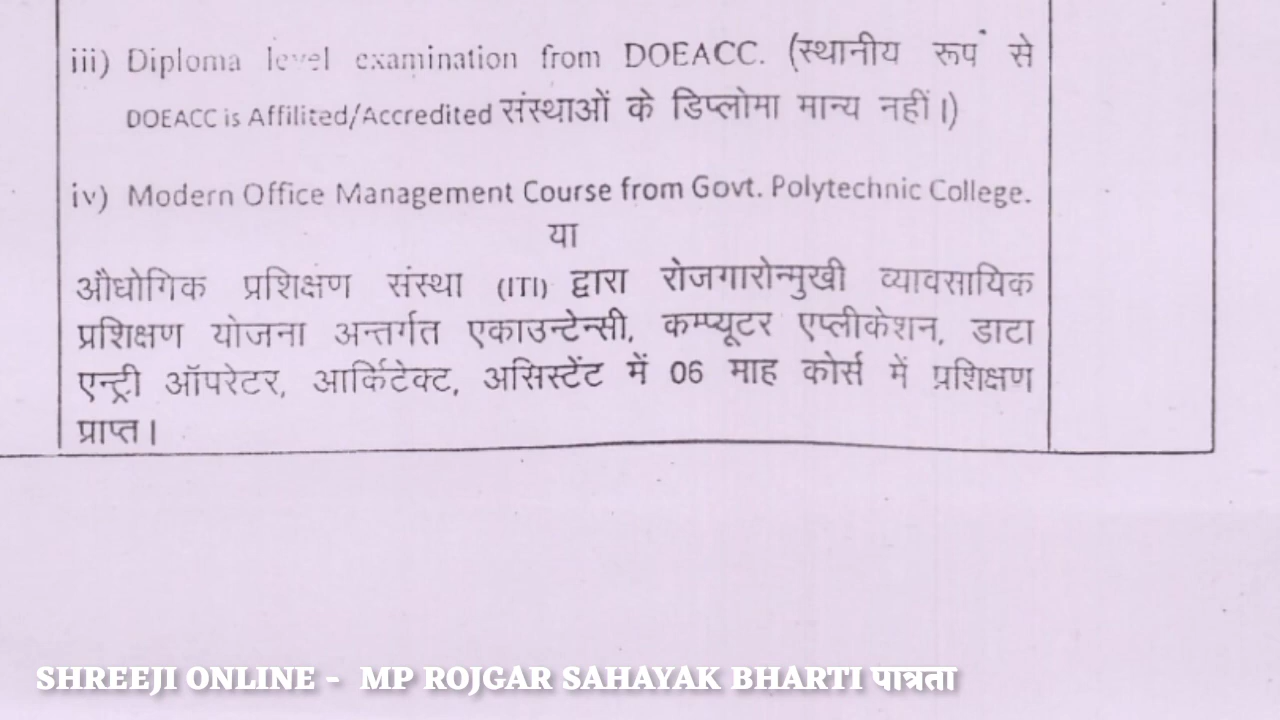 iii) Diploma level examination from DOEACC. (स्थानीय रूप से
DOEACC is Affilited/Accredited संस्थाओं के डिप्लोमा मान्य नहीं।)
iv) Modern Office Management Course from Govt. Polytechnic College.
या
औधोगिक प्रशिक्षण संस्था (ITI) द्वारा रोजगारोन्मुखी व्यावसायिक
प्रशिक्षण योजना अन्तर्गत एकाउन्टेन्सी, कम्प्यूटर एप्लीकेशन, डाटा
एन्ट्री ऑपरेटर, आर्किटेक्ट, असिस्टेंट में 06 माह कोर्स में प्रशिक्षण
प्राप्त।
SHREEJI ONLINE - MP ROJGAR SAHAYAK BHARTI पात्रता